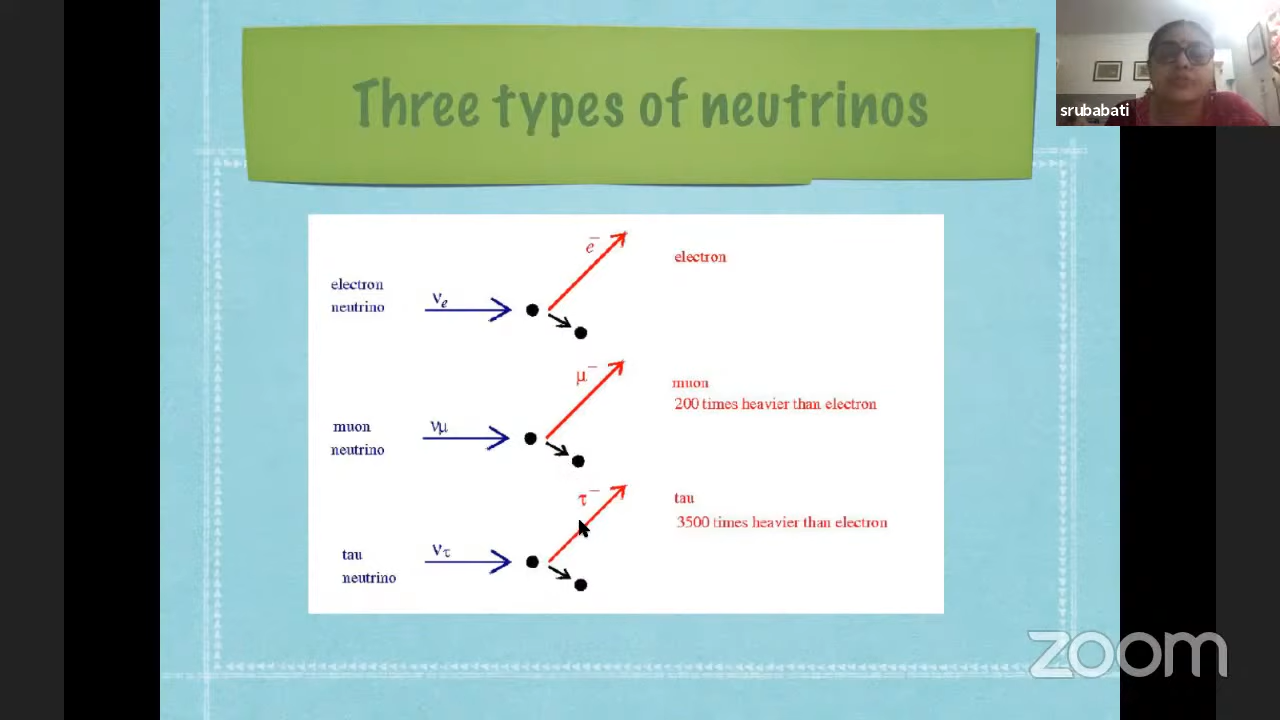 Three types of neutrinos
srubabati
e⁻
electron
electron
neutrino
νe
μ⁻
muon
200 times heavier than electron
muon
neutrino
νμ
τ⁻
tau
3500 times heavier than electron
tau
neutrino
ντ
zoom